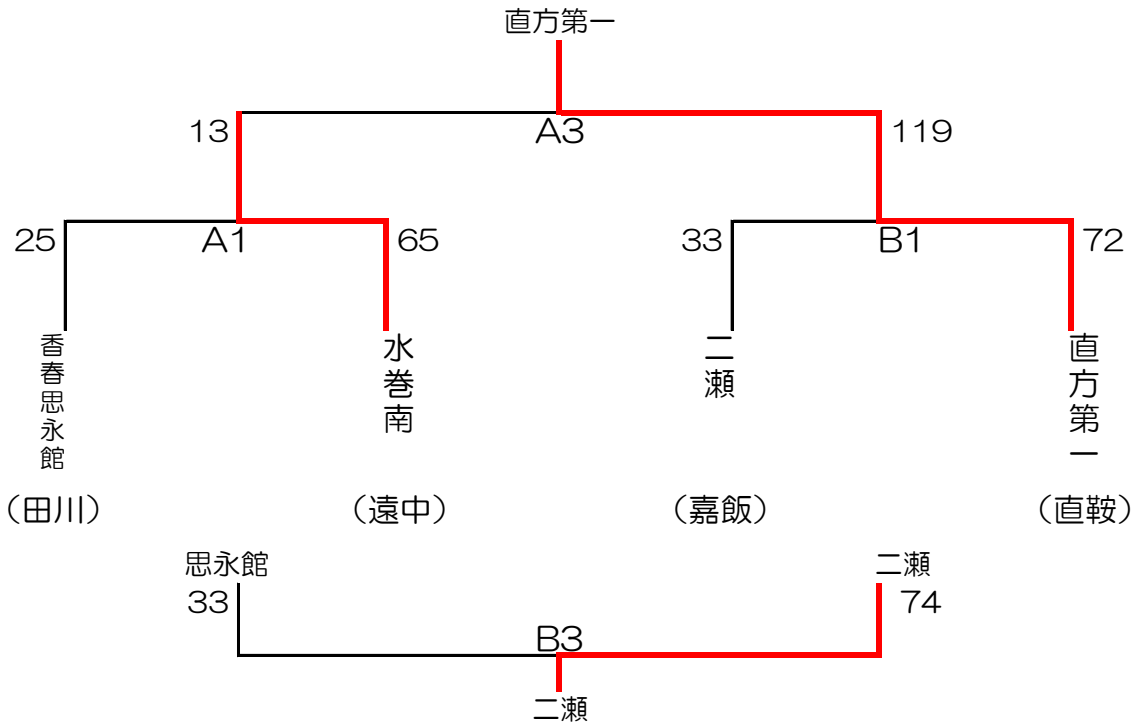 直方第一
13
A3
119
25
A1
65
33
B1
72
香春思永館
水巻南
二瀬
直方第一
（田川）
（遠中）
（嘉飯）
（直鞍）
思永館
二瀬
33
74
B3
二瀬